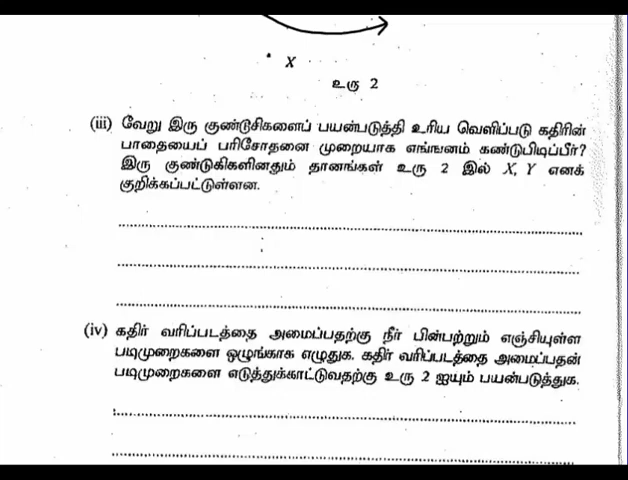 X
உரு 2
(iii) வேறு இரு குண்டூசிகளைப் பயன்படுத்தி உரிய வெளிப்படு கதிரின்
பாதையைப் பரிசோதனை முறையாக எங்ஙனம் கண்டுபிடிப்பீர்?
இரு குண்டுகிகளினதும் தானங்கள் உரு 2 இல் X, Y எனக்
குறிக்கப்பட்டுள்ளன.
(iv) கதிர் வரிப்படத்தை அமைப்பதற்கு நீர் பின்பற்றும் எஞ்சியுள்ள
படிமுறைகளை ஒழுங்காக எழுதுக. கதிர் வரிப்படத்தை அமைப்பதன்
படிமுறைகளை எடுத்துக்காட்டுவதற்கு உரு 2 ஐயும் பயன்படுத்துக.